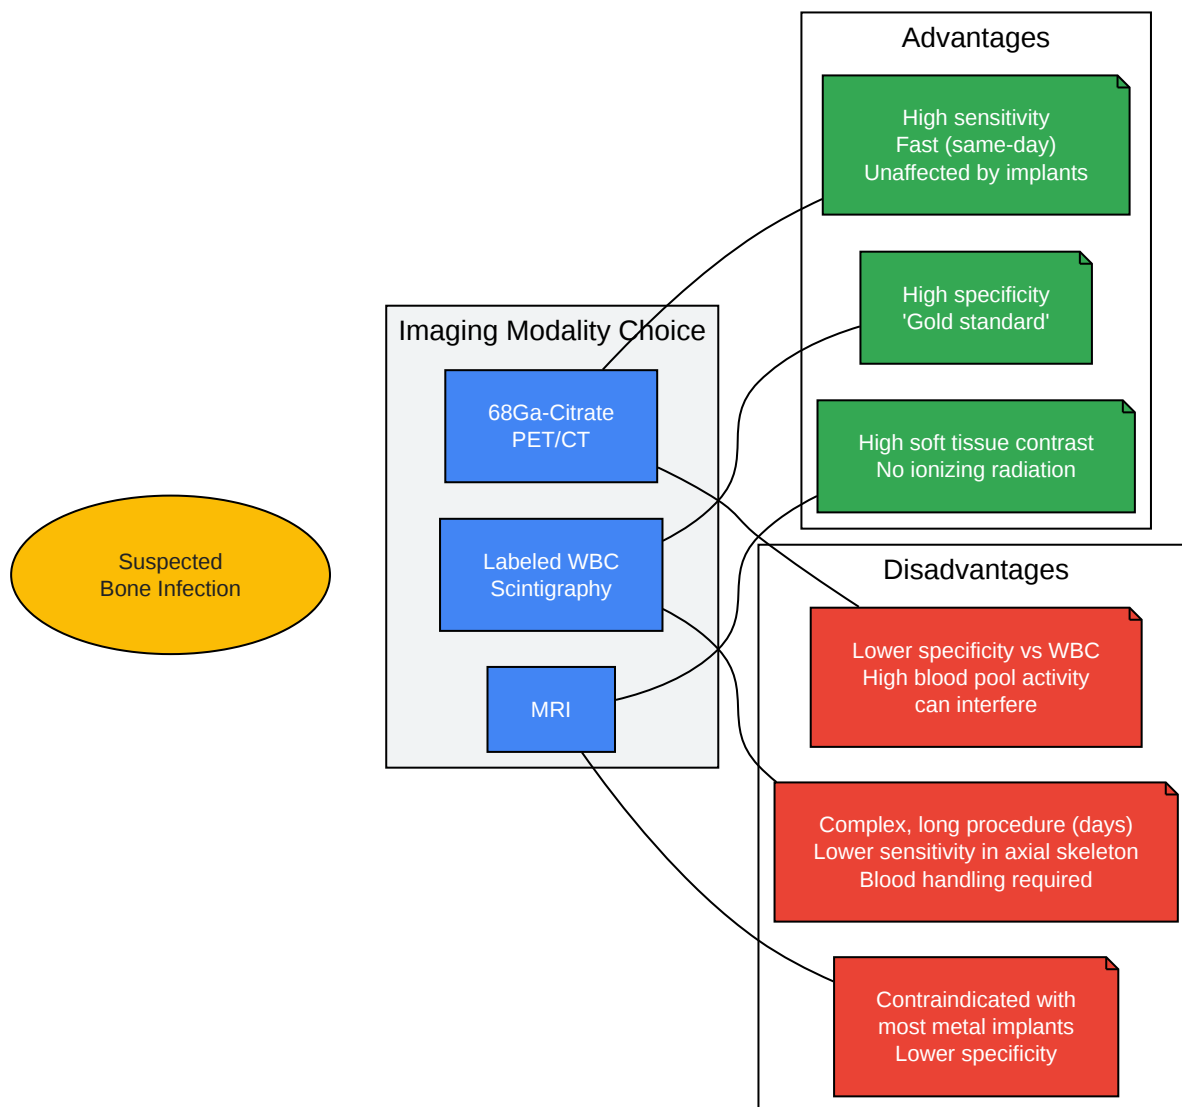 Suspected
Bone Infection
Imaging Modality Choice
68Ga-Citrate
PET/CT
Labeled WBC
Scintigraphy
MRI
Advantages
High sensitivity
Fast (same-day)
Unaffected by implants
High specificity
'Gold standard'
High soft tissue contrast
No ionizing radiation
Disadvantages
Lower specificity vs WBC
High blood pool activity
can interfere
Complex, long procedure (days)
Lower sensitivity in axial skeleton
Blood handling required
Contraindicated with
most metal implants
Lower specificity